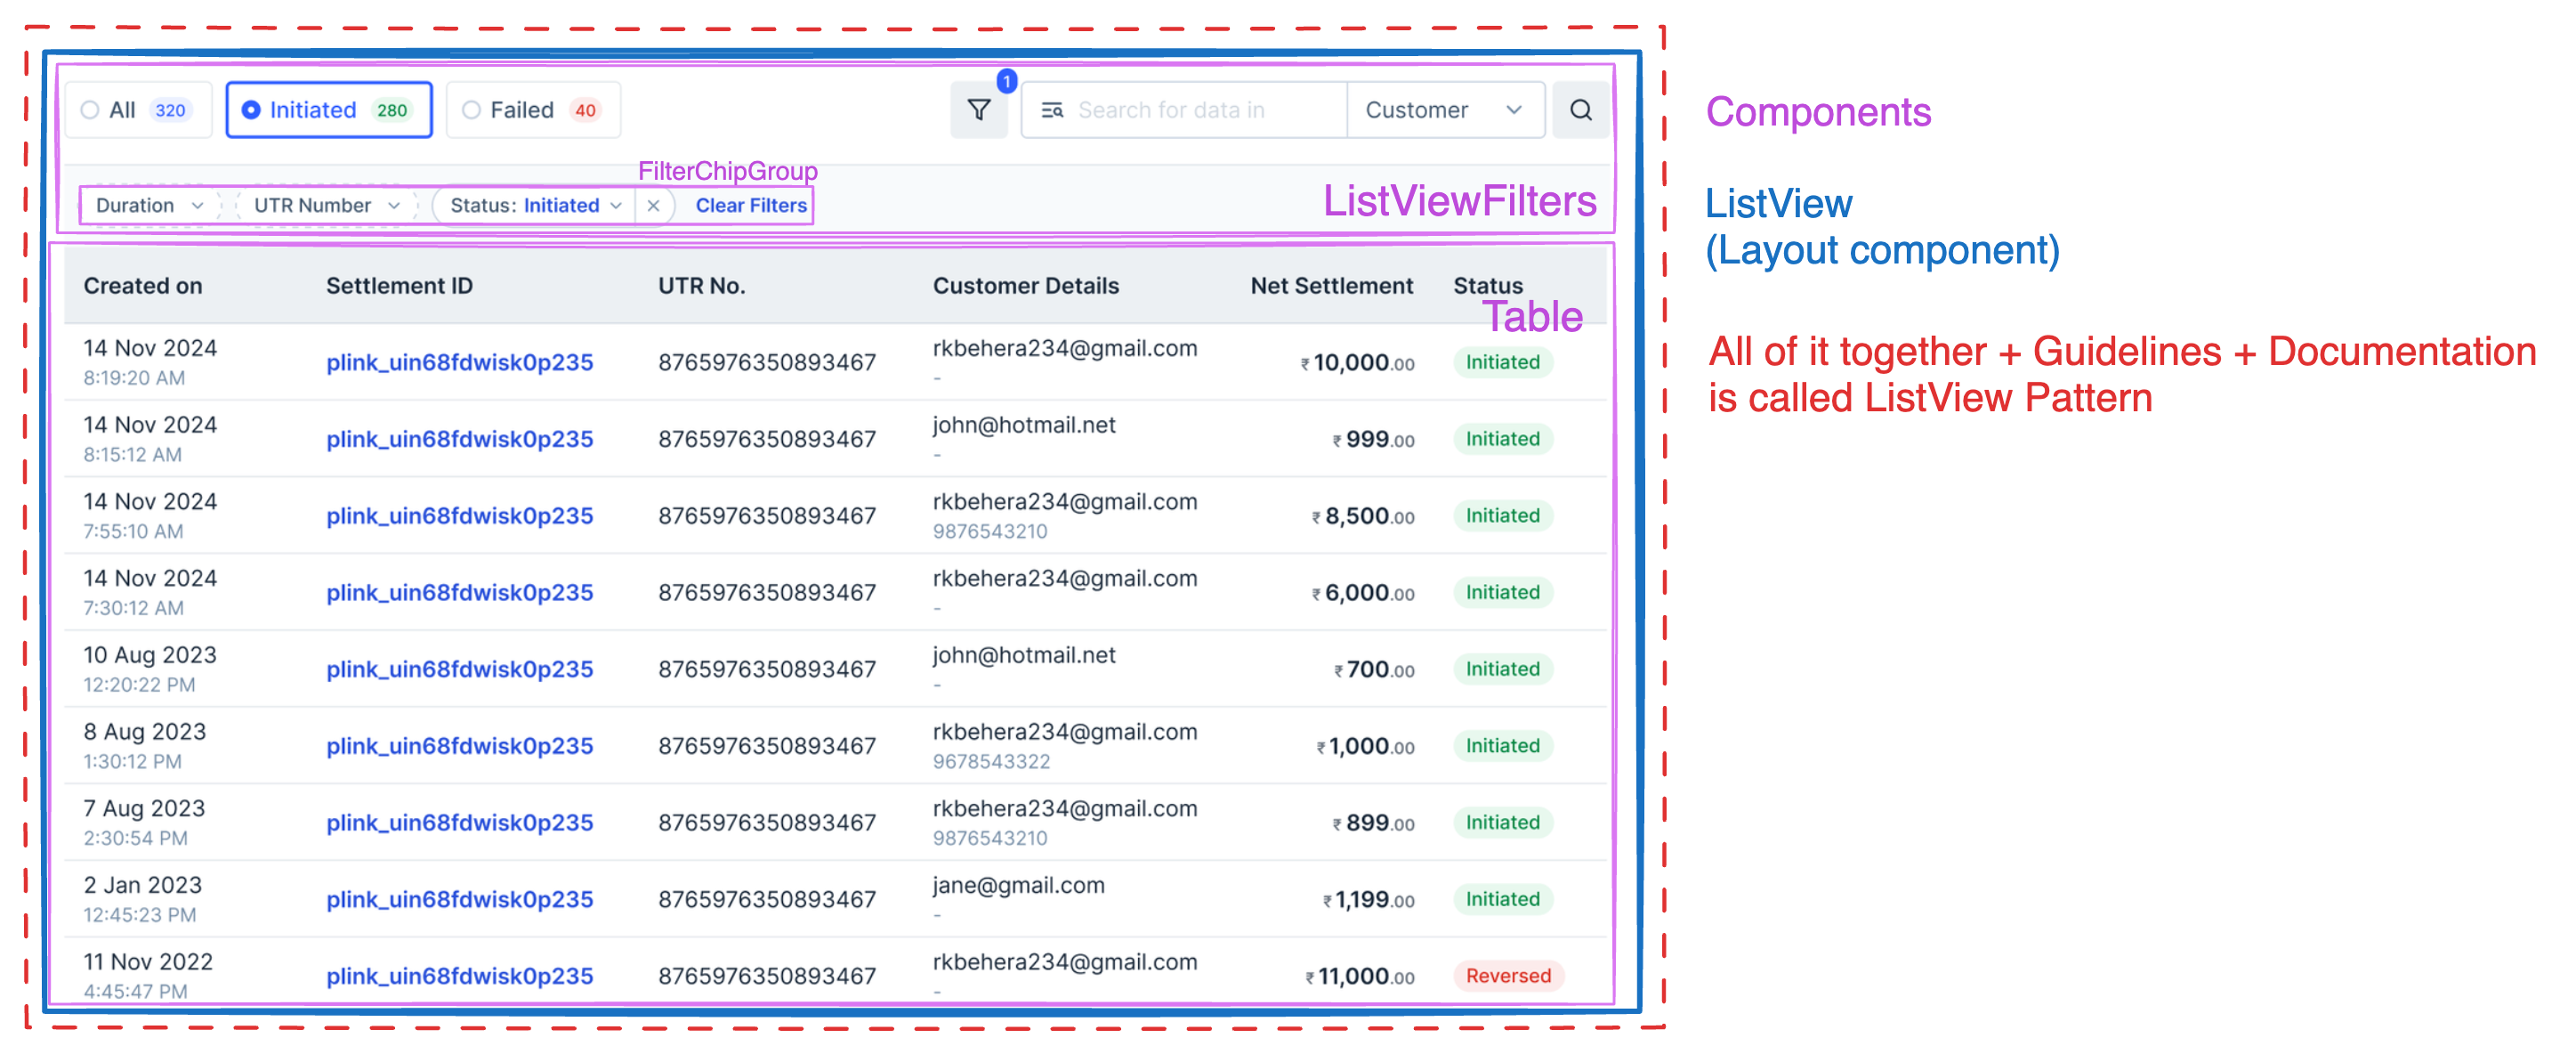 All 320 Initiated 280 Failed 40 1 Search for data in Customer
Components
FilterChipGroup
Duration UTR Number Status: Initiated Clear Filters ListViewFilters
ListView
(Layout component)
Created on Settlement ID UTR No. Customer Details Net Settlement Status
Table
All of it together + Guidelines + Documentation
is called ListView Pattern
14 Nov 2024 plink_uin68fdwisk0p235 8765976350893467 rkbehera234@gmail.com ₹10,000.00 Initiated
8:19:20 AM -
14 Nov 2024 plink_uin68fdwisk0p235 8765976350893467 john@hotmail.net ₹999.00 Initiated
8:15:12 AM -
14 Nov 2024 plink_uin68fdwisk0p235 8765976350893467 rkbehera234@gmail.com ₹8,500.00 Initiated
7:55:10 AM 9876543210
14 Nov 2024 plink_uin68fdwisk0p235 8765976350893467 rkbehera234@gmail.com ₹6,000.00 Initiated
7:30:12 AM -
10 Aug 2023 plink_uin68fdwisk0p235 8765976350893467 john@hotmail.net ₹700.00 Initiated
12:20:22 PM -
8 Aug 2023 plink_uin68fdwisk0p235 8765976350893467 rkbehera234@gmail.com ₹1,000.00 Initiated
1:30:12 PM 9678543322
7 Aug 2023 plink_uin68fdwisk0p235 8765976350893467 rkbehera234@gmail.com ₹899.00 Initiated
2:30:54 PM 9876543210
2 Jan 2023 plink_uin68fdwisk0p235 8765976350893467 jane@gmail.com ₹1,199.00 Initiated
12:45:23 PM -
11 Nov 2022 plink_uin68fdwisk0p235 8765976350893467 rkbehera234@gmail.com ₹11,000.00 Reversed
4:45:47 PM -